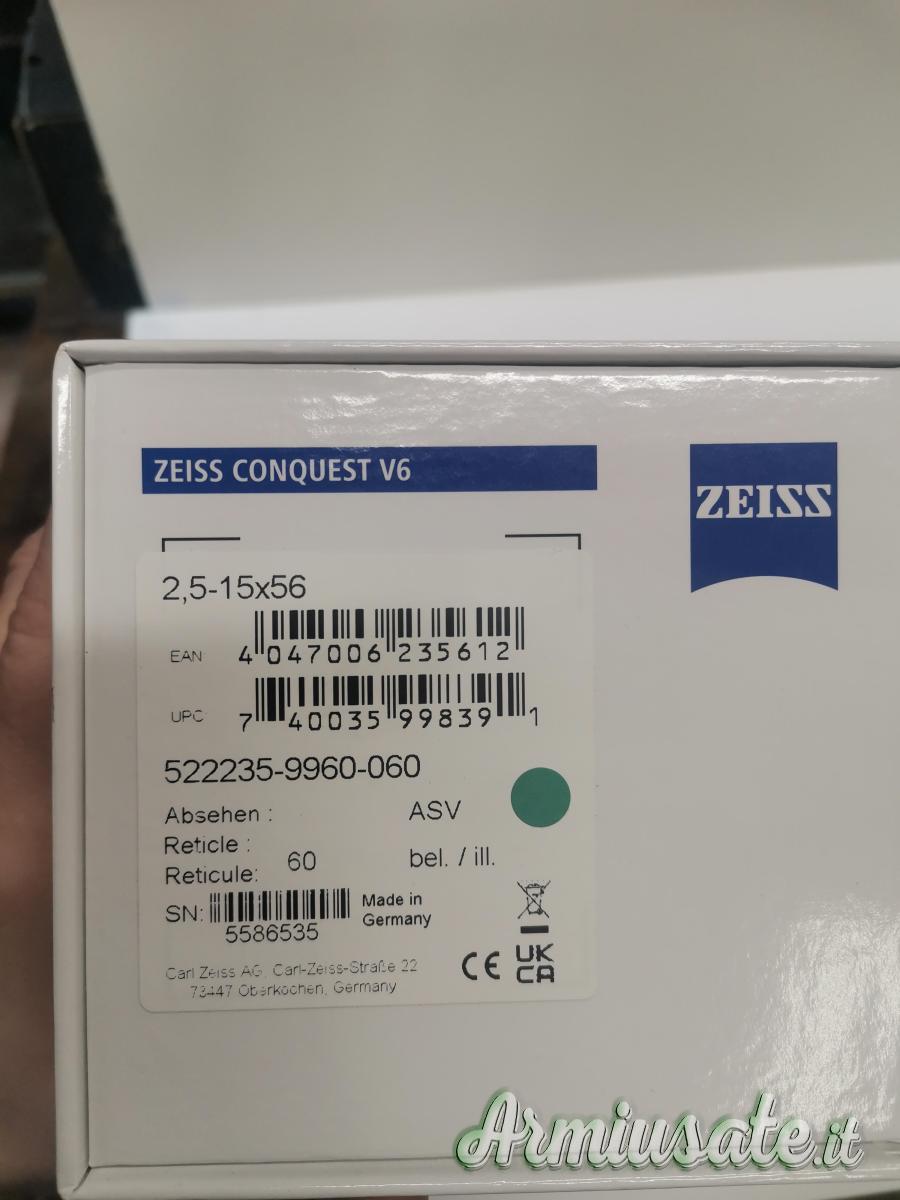 ZEISS CONQUEST V6
ZEISS
2,5-15x56
EAN 4 047006 235612
UPC 7 40035 99839 1
522235-9960-060
Absehen : ASV
Reticle :
Reticule: 60 bel. / ill.
SN: Made in
Germany
5586535
UK
CA
CE
Carl Zeiss AG, Carl-Zeiss-Straße 22
73447 Oberkochen, Germany
Armiusate.it